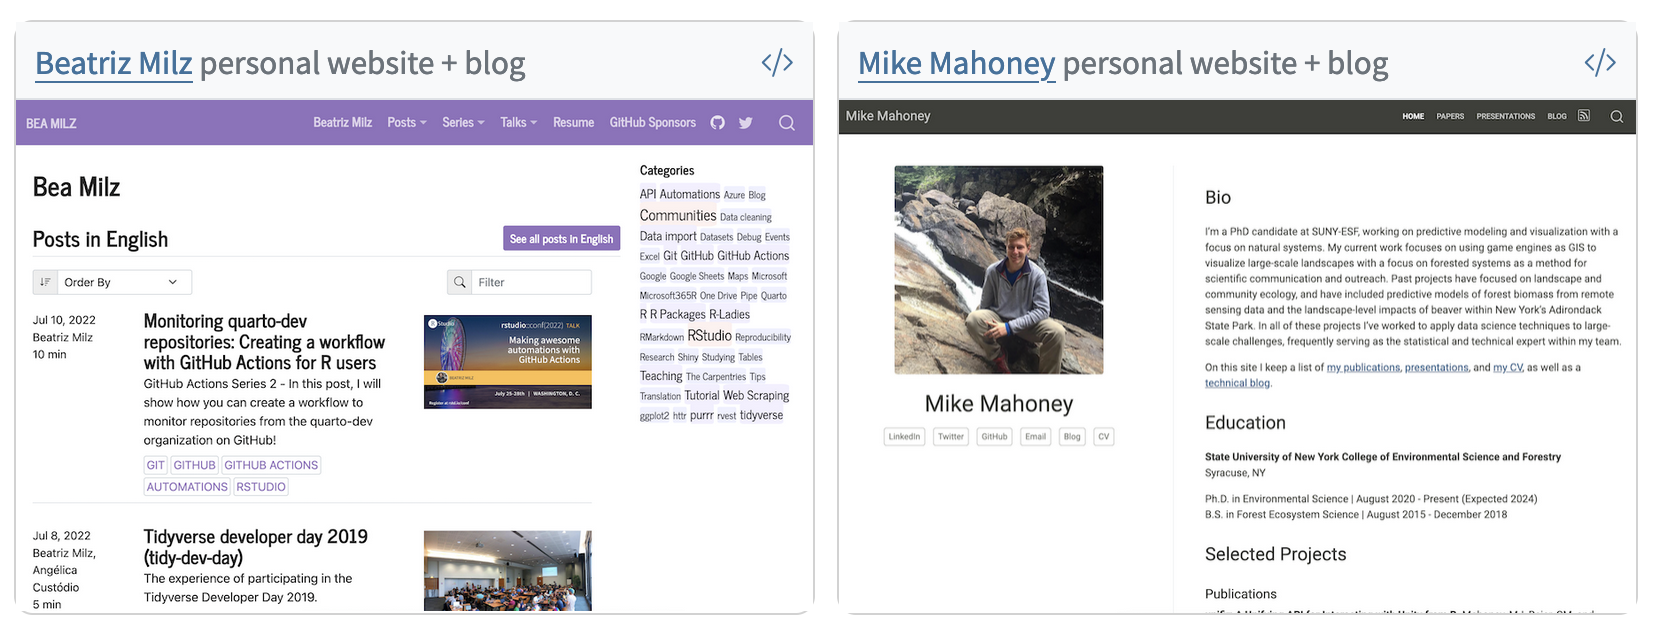 Beatriz Milz personal website + blog
BEA MILZ
Beatriz Milz Posts Series Talks Resume GitHub Sponsors
Bea Milz
Posts in English
See all posts in English
Order By
Filter
Jul 10, 2022
Beatriz Milz
10 min
Monitoring quarto-dev
repositories: Creating a workflow
with GitHub Actions for R users
GitHub Actions Series 2 - In this post, I will
show how you can create a workflow to
monitor repositories from the quarto-dev
organization on GitHub!
GIT GITHUB GITHUB ACTIONS
AUTOMATIONS RSTUDIO
R Studio
rstudio::conf(2022) TALK
Making awesome
automations with
GitHub Actions
BEATRIZ MILZ
July 25-28th | WASHINGTON, D.C.
Jul 8, 2022
Beatriz Milz,
Angélica
Custódio
5 min
Tidyverse developer day 2019
(tidy-dev-day)
The experience of participating in the
Tidyverse Developer Day 2019.
Categories
API Automations Azure Blog
Communities Data cleaning
Data import Datasets Debug Events
Excel Git GitHub GitHub Actions
Google Google Sheets Maps Microsoft
Microsoft365R One Drive Pipe Quarto
R R Packages R-Ladies
RMarkdown RStudio Reproducibility
Research Shiny Studying Tables
Teaching The Carpentries Tips
Translation Tutorial Web Scraping
ggplot2 httr purrr rvest tidyverse
Mike Mahoney personal website + blog
Mike Mahoney
HOME PAPERS PRESENTATIONS BLOG
Mike Mahoney
LinkedIn Twitter GitHub Email Blog CV
Bio
I'm a PhD candidate at SUNY-ESF, working on predictive modeling and visualization with a
focus on natural systems. My current work focuses on using game engines as GIS to
visualize large-scale landscapes with a focus on forested systems as a method for
scientific communication and outreach. Past projects have focused on landscape and
community ecology, and have included predictive models of forest biomass from remote
sensing data and the landscape-level impacts of beaver within New York's Adirondack
State Park. In all of these projects I've worked to apply data science techniques to large-
scale challenges, frequently serving as the statistical and technical expert within my team.
On this site I keep a list of my publications, presentations, and my CV, as well as a
technical blog.
Education
State University of New York College of Environmental Science and Forestry
Syracuse, NY
Ph.D. in Environmental Science | August 2020 - Present (Expected 2024)
B.S. in Forest Ecosystem Science | August 2015 - December 2018
Selected Projects
Publications